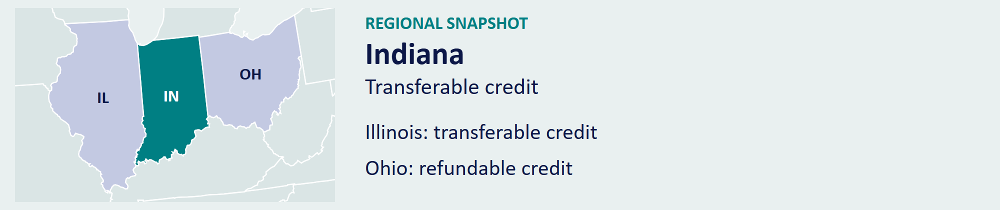 IL
IN
OH
REGIONAL SNAPSHOT
Indiana
Transferable credit
Illinois: transferable credit
Ohio: refundable credit